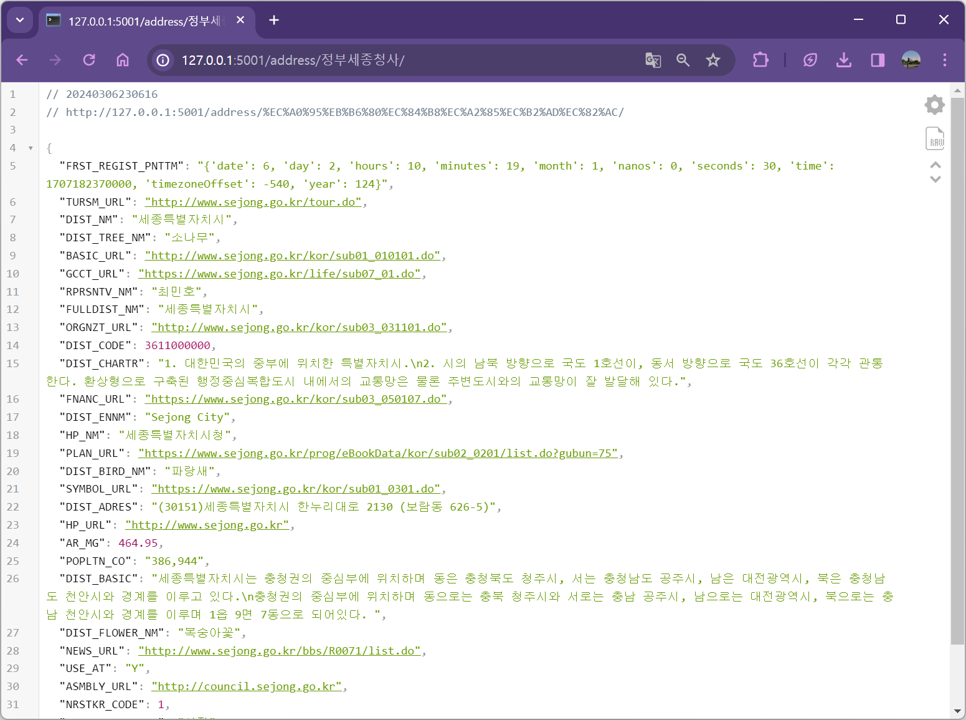 127.0.0.1:5001/address/정부세
127.0.0.1:5001/address/정부세종청사/
1 // 20240306230616
2 // http://127.0.0.1:5001/address/%EC%A0%95%EB%B6%80%EC%84%B8%EC%A2%85%EC%B2%AD%EC%82%AC/
3
4 {
5 "FRST_REGIST_PNTTM": "{'date': 6, 'day': 2, 'hours': 10, 'minutes': 19, 'month': 1, 'nanos': 0, 'seconds': 30, 'time':
1707182370000, 'timezoneOffset': -540, 'year': 124}",
6 "TURSM_URL": "http://www.sejong.go.kr/tour.do",
7 "DIST_NM": "세종특별자치시",
8 "DIST_TREE_NM": "소나무",
9 "BASIC_URL": "http://www.sejong.go.kr/kor/sub01_010101.do",
10 "GCCT_URL": "https://www.sejong.go.kr/life/sub07_01.do",
11 "RPRSNTV_NM": "최민호",
12 "FULLDIST_NM": "세종특별자치시",
13 "ORGNZT_URL": "http://www.sejong.go.kr/kor/sub03_031101.do",
14 "DIST_CODE": 3611000000,
15 "DIST_CHARTR": "1. 대한민국의 중부에 위치한 특별자치시.\n2. 시의 남북 방향으로 국도 1호선이, 동서 방향으로 국도 36호선이 각각 관통
한다. 환상형으로 구축된 행정중심복합도시 내에서의 교통망은 물론 주변도시와의 교통망이 잘 발달해 있다.",
16 "FNANC_URL": "https://www.sejong.go.kr/kor/sub03_050107.do",
17 "DIST_ENNM": "Sejong City",
18 "HP_NM": "세종특별자치시청",
19 "PLAN_URL": "https://www.sejong.go.kr/prog/eBookData/kor/sub02_0201/list.do?gubun=75",
20 "DIST_BIRD_NM": "파랑새",
21 "SYMBOL_URL": "https://www.sejong.go.kr/kor/sub01_0301.do",
22 "DIST_ADRES": "(30151)세종특별자치시 한누리대로 2130 (보람동 626-5)",
23 "HP_URL": "http://www.sejong.go.kr",
24 "AR_MG": 464.95,
25 "POPLTN_CO": "386,944",
26 "DIST_BASIC": "세종특별자치시는 충청권의 중심부에 위치하며 동은 충청북도 청주시, 서는 충청남도 공주시, 남은 대전광역시, 북은 충청남
도 천안시와 경계를 이루고 있다.\n충청권의 중심부에 위치하며 동으로는 충북 청주시와 서로는 충남 공주시, 남으로는 대전광역시, 북으로는 충
남 천안시와 경계를 이루며 1읍 9면 7동으로 되어있다. ",
27 "DIST_FLOWER_NM": "복숭아꽃",
28 "NEWS_URL": "http://www.sejong.go.kr/bbs/R0071/list.do",
29 "USE_AT": "Y",
30 "ASMBLY_URL": "http://council.sejong.go.kr",
31 "NRSTKR_CODE": 1,
RAW